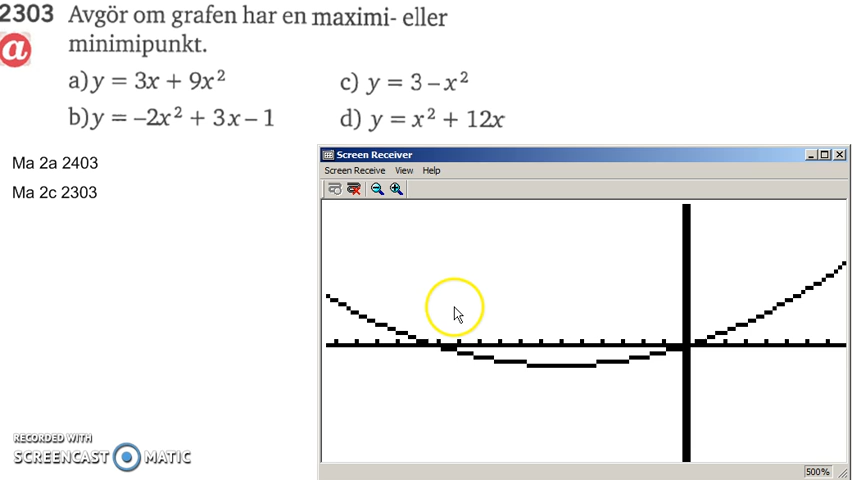 2303 Avgör om grafen har en maximi- eller
minimipunkt.
a
a) y = 3x + 9x²
c) y = 3 – x²
b) y = –2x² + 3x – 1
d) y = x² + 12x
Ma 2a 2403
Ma 2c 2303
Screen Receiver
Screen Receive View Help
RECORDED WITH
SCREENCAST MATIC
500%